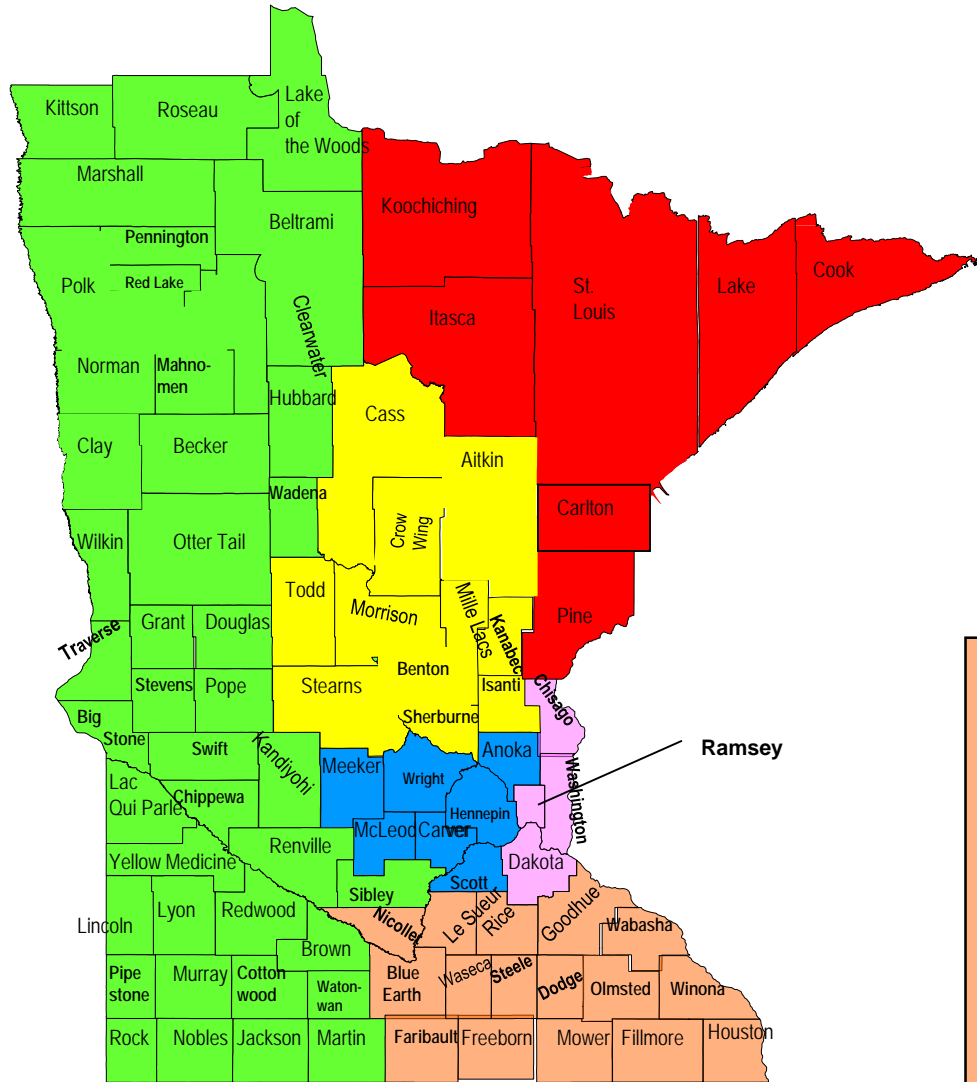 Kittson
Roseau
Lake
of
the Woods
Marshall
Beltrami
Koochiching
Pennington
Polk
Red Lake
St.
Louis
Lake
Cook
Itasca
Clearwater
Norman
Mahno-
men
Hubbard
Cass
Clay
Becker
Aitkin
Wadena
Carlton
Wilkin
Otter Tail
Crow
Wing
Todd
Morrison
Mille Lacs
Kanabec
Pine
Traverse
Grant
Douglas
Benton
Stevens
Pope
Stearns
Isanti
Chisago
Big
Stone
Swift
Kandiyohi
Sherburne
Anoka
Ramsey
Meeker
Wright
Washington
Lac
Qui Parle
Chippewa
Hennepin
McLeod
Carver
Renville
Yellow Medicine
Dakota
Scott
Sibley
Lincoln
Lyon
Redwood
Nicollet
Le Sueur
Rice
Goodhue
Wabasha
Brown
Pipe
stone
Murray
Cotton
wood
Waton-
wan
Blue
Earth
Waseca
Steele
Dodge
Olmsted
Winona
Rock
Nobles
Jackson
Martin
Faribault
Freeborn
Mower
Fillmore
Houston